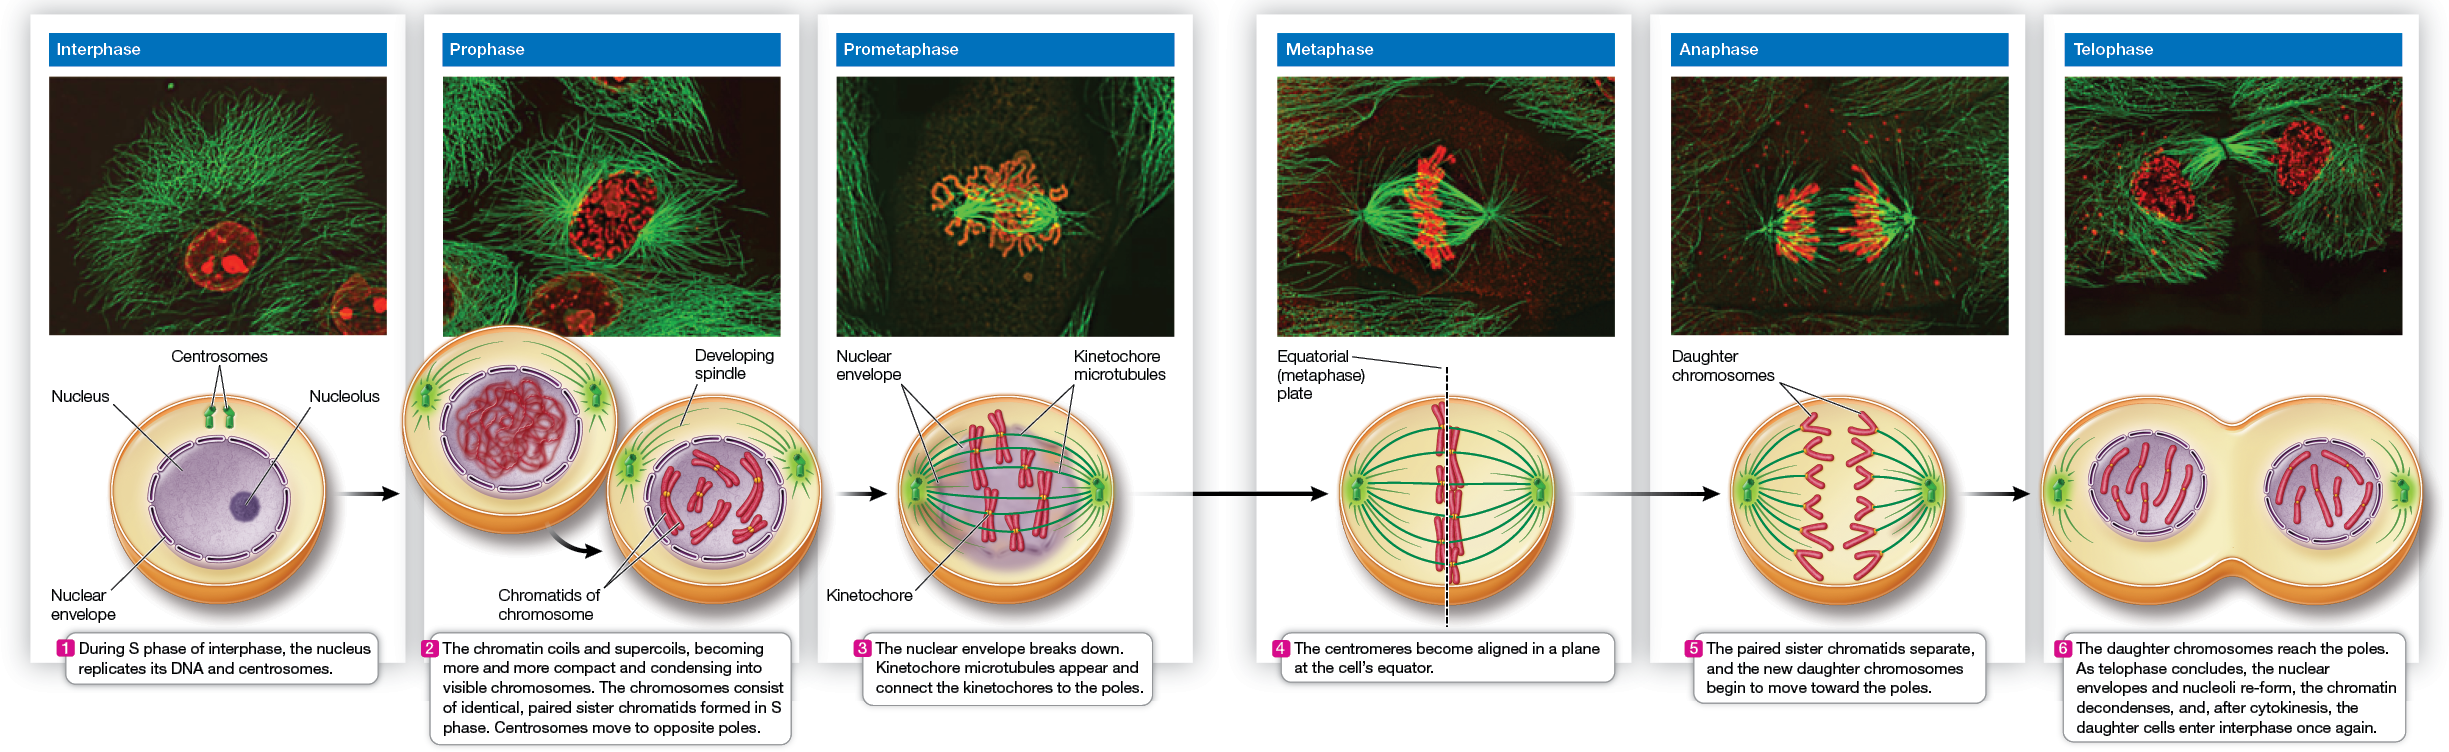 Interphase
Centrosomes
Nucleus
Nucleolus
Nuclear
envelope
1 During S phase of interphase, the nucleus
replicates its DNA and centrosomes.
Prophase
Developing
spindle
Chromatids of
chromosome
2 The chromatin coils and supercoils, becoming
more and more compact and condensing into
visible chromosomes. The chromosomes consist
of identical, paired sister chromatids formed in S
phase. Centrosomes move to opposite poles.
Prometaphase
Nuclear
envelope
Kinetochore
microtubules
Kinetochore
3 The nuclear envelope breaks down.
Kinetochore microtubules appear and
connect the kinetochores to the poles.
Metaphase
Equatorial
(metaphase)
plate
4 The centromeres become aligned in a plane
at the cell’s equator.
Anaphase
Daughter
chromosomes
5 The paired sister chromatids separate,
and the new daughter chromosomes
begin to move toward the poles.
Telophase
6 The daughter chromosomes reach the poles.
As telophase concludes, the nuclear
envelopes and nucleoli re-form, the chromatin
decondenses, and, after cytokinesis, the
daughter cells enter interphase once again.